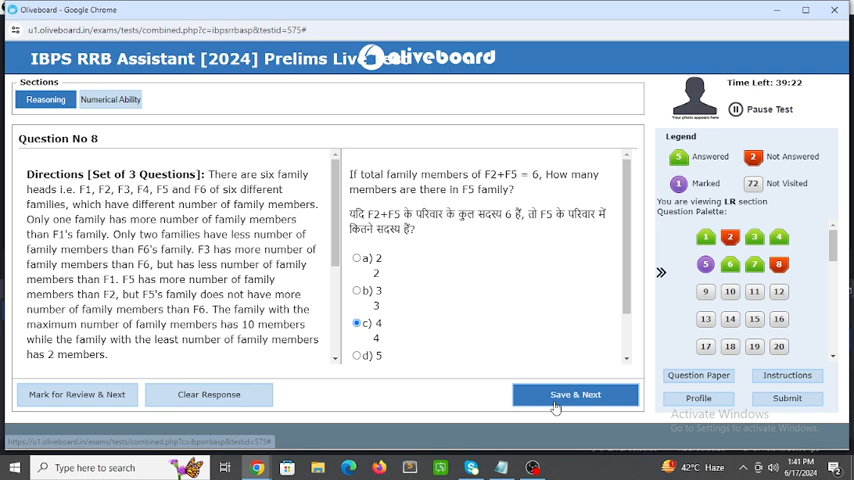 Oliveboard - Google Chrome
u1.oliveboard.in/exams/tests/combined.php?c=ibpsrrbasp&testid=575#
IBPS RRB Assistant [2024] Prelims Live
oliveboard
Sections
Reasoning
Numerical Ability
Question No 8
Directions [Set of 3 Questions]: There are six family
heads i.e. F1, F2, F3, F4, F5 and F6 of six different
families, which have different number of family members.
Only one family has more number of family members
than F1's family. Only two families have less number of
family members than F6's family. F3 has more number of
family members than F6, but has less number of family
members than F1. F5 has more number of family
members than F2, but F5's family does not have more
number of family members than F6. The family with the
maximum number of family members has 10 members
while the family with the least number of family members
has 2 members.
If total family members of F2+F5 = 6, How many
members are there in F5 family?
यदि F2+F5 के परिवार के कुल सदस्य 6 हैं, तो F5 के परिवार में
कितने सदस्य हैं?
a) 2
2
b) 3
3
c) 4
4
d) 5
Mark for Review & Next
Clear Response
Save & Next
Your photo appears here
Time Left: 39:22
Pause Test
Legend
5 Answered
2 Not Answered
1 Marked
72 Not Visited
You are viewing LR section
Question Palette:
1 2 3 4
5 6 7 8
9 10 11 12
13 14 15 16
17 18 19 20
Question Paper
Instructions
Profile
Submit
Activate Windows
Go to Settings to activate Windows.
https://u1.oliveboard.in/exams/tests/combined.php?c=ibpsrrbasp&testid=575#
Type here to search
42°C Haze
1:41 PM
6/17/2024
2